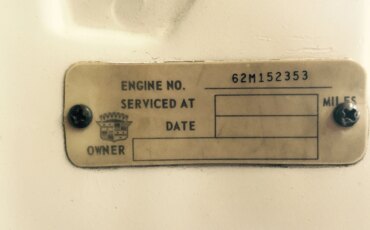 ENGINE NO. 62M152353
SERVICED AT MILES
DATE
OWNER